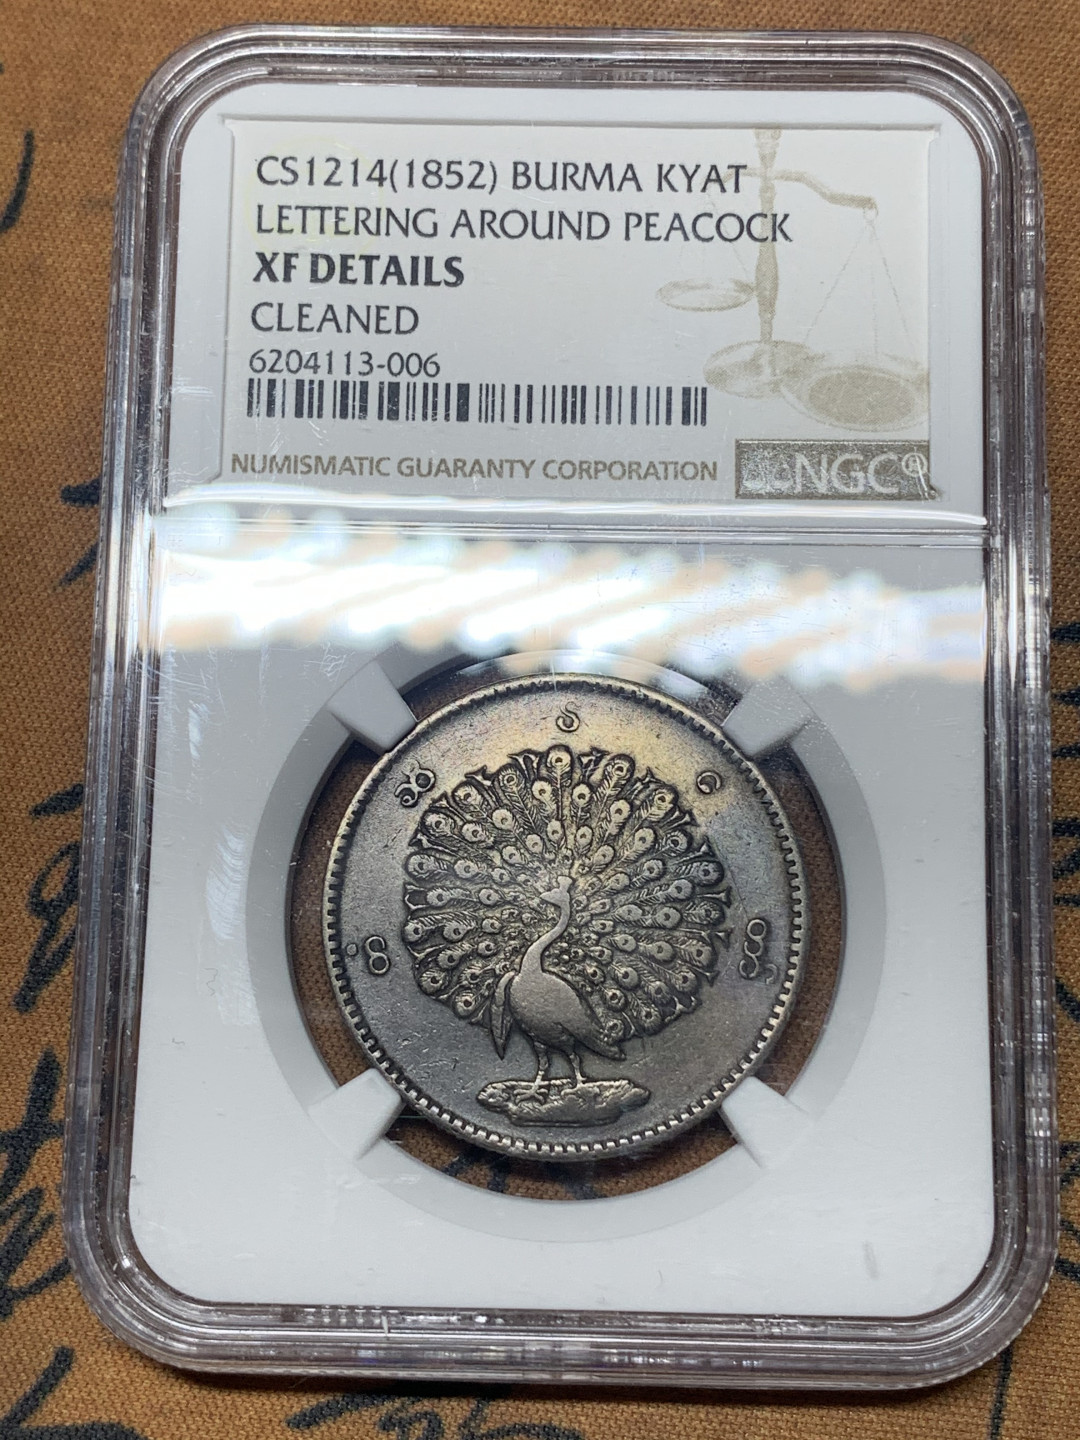 CS1214(1852) BURMA KYAT
LETTERING AROUND PEACOCK
XF DETAILS
CLEANED
6204113-006
NUMISMATIC GUARANTY CORPORATION
NGC